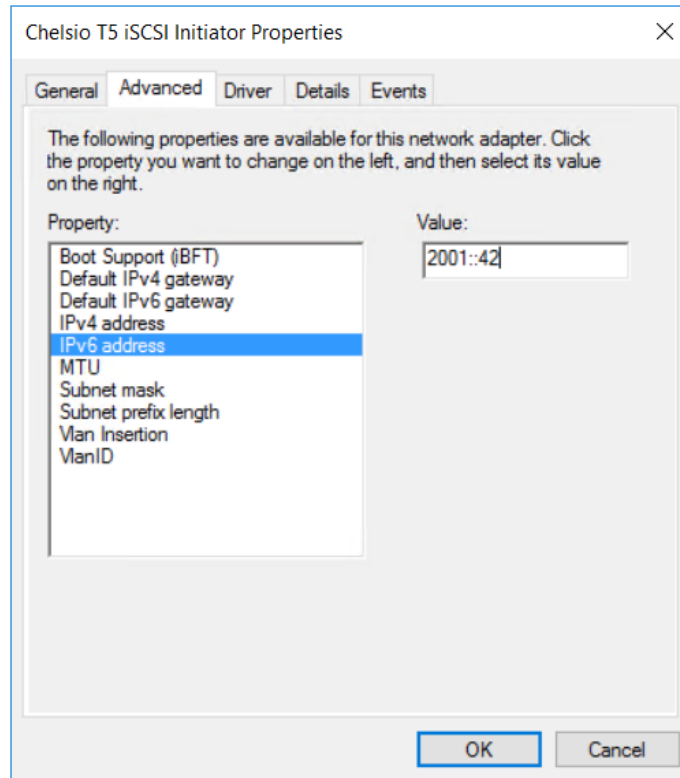 Chelsio T5 iSCSI Initiator Properties
General Advanced Driver Details Events
The following properties are available for this network adapter. Click
the property you want to change on the left, and then select its value
on the right.
Property: Value:
Boot Support (iBFT) 2001::42
Default IPv4 gateway
Default IPv6 gateway
IPv4 address
IPv6 address
MTU
Subnet mask
Subnet prefix length
Vlan Insertion
VlanID
OK Cancel